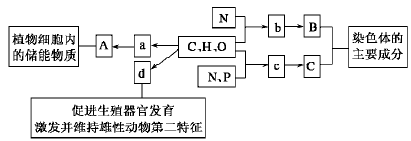 植物细胞内
的储能物质
A
a
C、H、O
N
b
B
d
N、P
c
C
染色体的
主要成分
促进生殖器官发育
激发并维持雄性动物第二特征